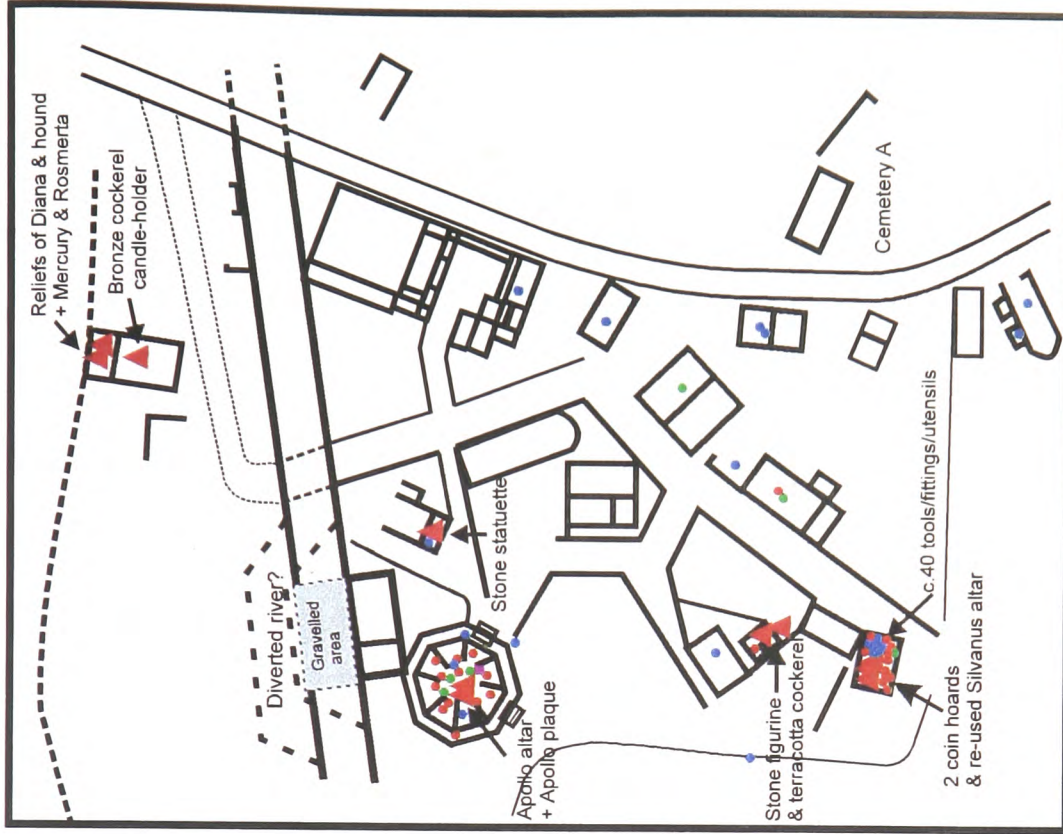 Reliefs of Diana & hound
+ Mercury & Rosmerta
Bronze cockerel
candle-holder
Diverted river?
Gravelled
area
Stone statuette
Cemetery A
Apollo altar
+ Apollo plaque
Stone figurine
& terracotta cockerel
c.40 tools/fittings/utensils
2 coin hoards
& re-used Silvanus altar